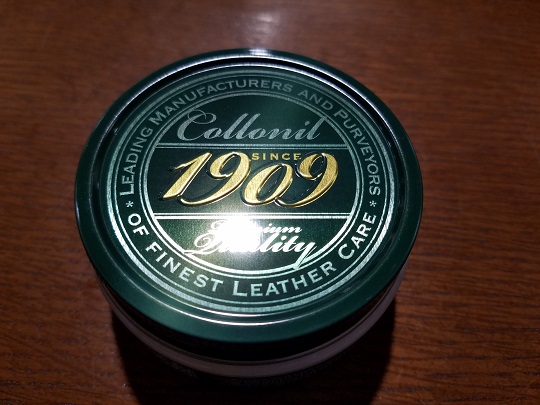 LEADING MANUFACTURERS AND PURVEYORS
Collonil
SINCE
1909
Premium
Quality
* OF FINEST LEATHER CARE *